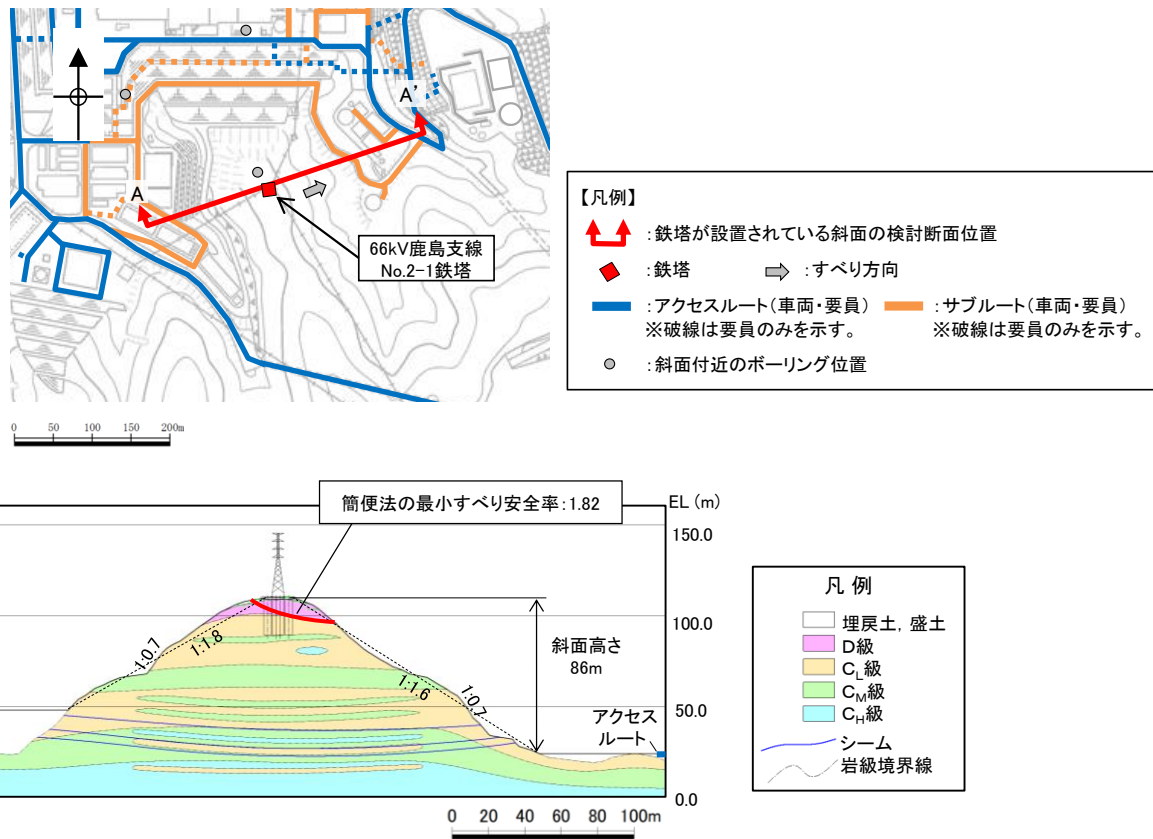 A
A'
66kV鹿島支線
No.2-1鉄塔
0 50 100 150 200m
【凡例】
:鉄塔が設置されている斜面の検討断面位置
:鉄塔 :すべり方向
:アクセスルート(車両・要員) :サブルート(車両・要員)
※破線は要員のみを示す。 ※破線は要員のみを示す。
:斜面付近のボーリング位置
簡便法の最小すべり安全率:1.82
EL (m)
150.0
100.0
50.0
0.0
1:0.7
1:1.8
1:1.6
1:0.7
斜面高さ
86m
アクセス
ルート
0 20 40 60 80 100m
凡 例
埋戻土, 盛土
D級
CL級
CM級
CH級
シーム
岩級境界線